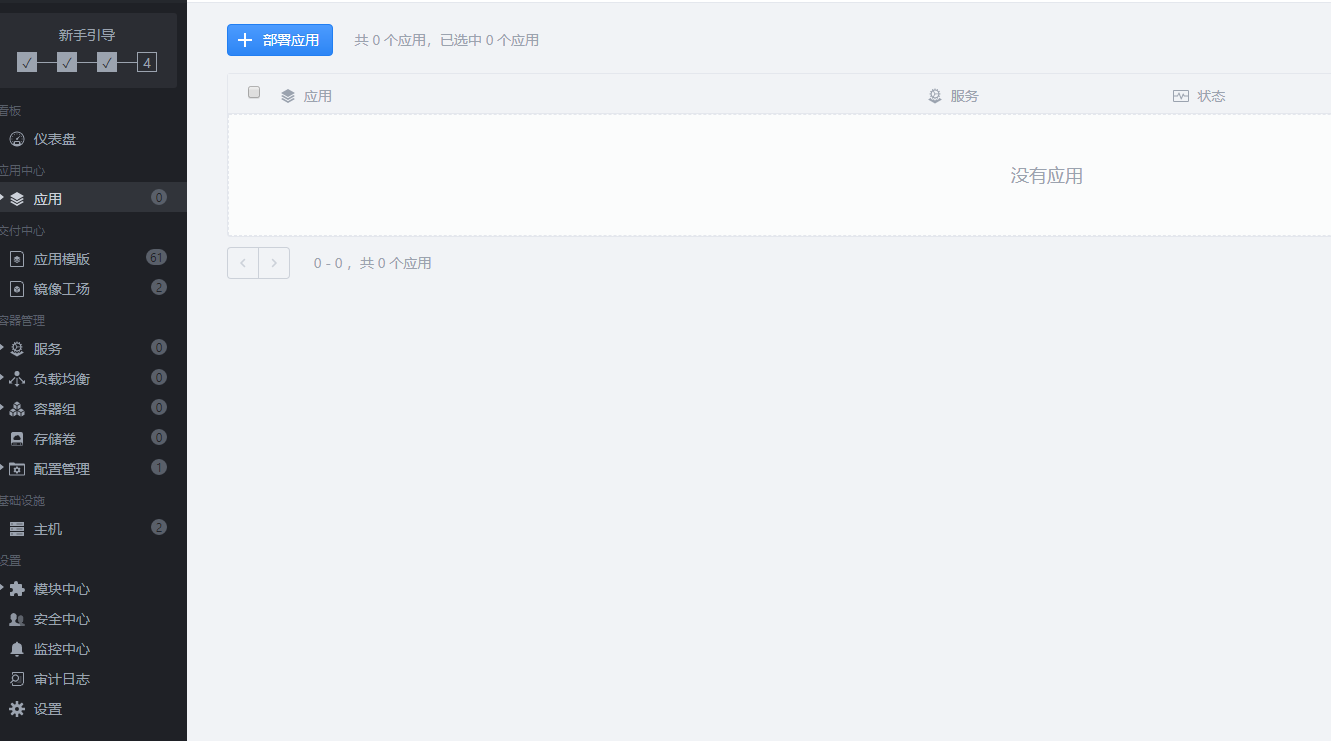 新手引导
4
看板
仪表盘
应用中心
应用 0
交付中心
应用模版 61
镜像工场 2
容器管理
服务 0
负载均衡 0
容器组 0
存储卷 0
配置管理 1
基础设施
主机 2
设置
模块中心
安全中心
监控中心
审计日志
设置
部署应用 共 0 个应用，已选中 0 个应用
应用 服务 状态
没有应用
0 - 0 ，共 0 个应用